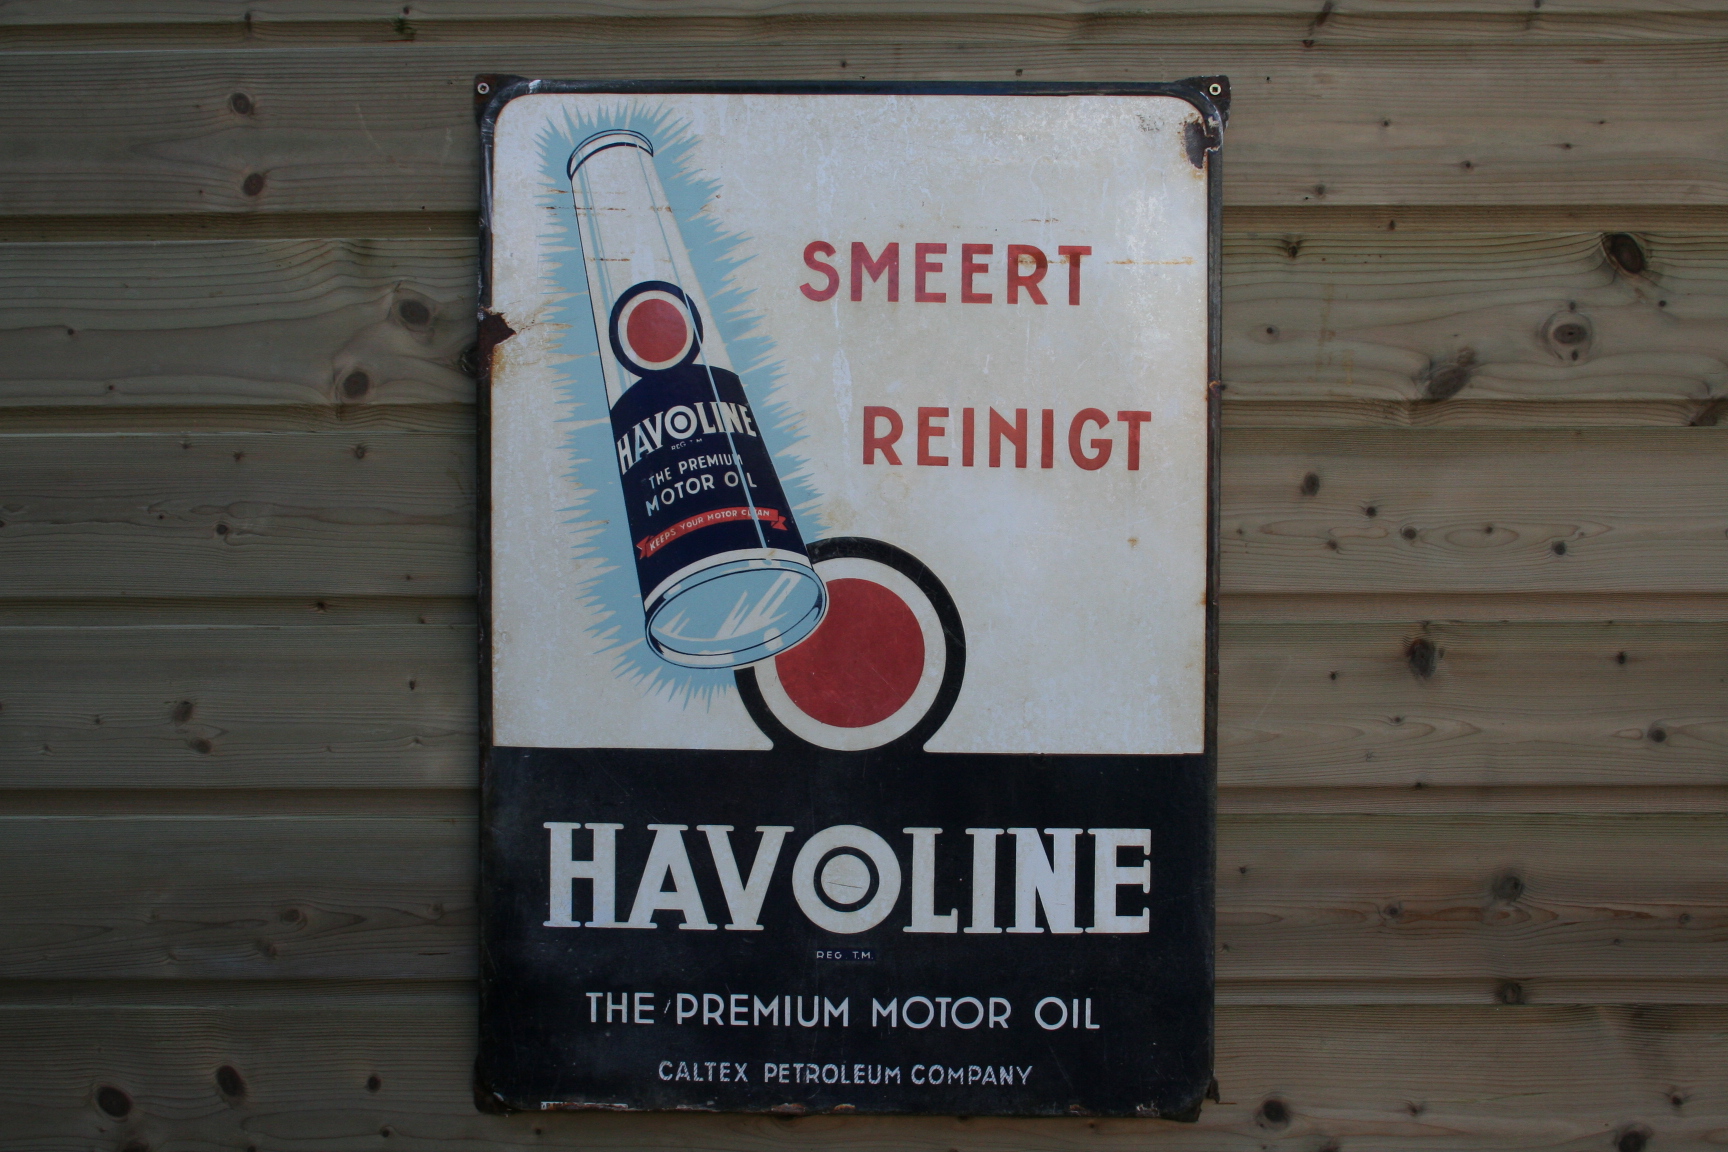 SMEERT
REINIGT
HAVOLINE
REG T M
THE PREMIUM
MOTOR OIL
KEEPS YOUR MOTOR CLEAN
HAVOLINE
REG T.M.
THE PREMIUM MOTOR OIL
CALTEX PETROLEUM COMPANY